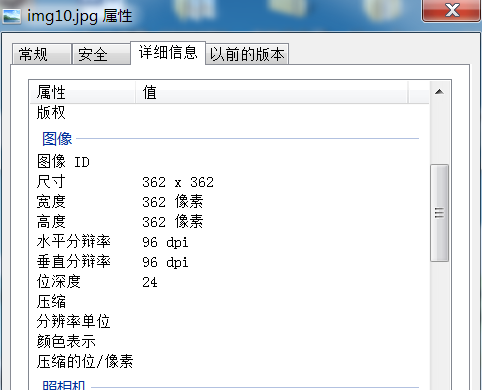 img10.jpg 属性
常规 安全 详细信息 以前的版本
属性 值
版权
图像
图像 ID
尺寸 362 x 362
宽度 362 像素
高度 362 像素
水平分辩率 96 dpi
垂直分辩率 96 dpi
位深度 24
压缩
分辨率单位
颜色表示
压缩的位/像素
照相机